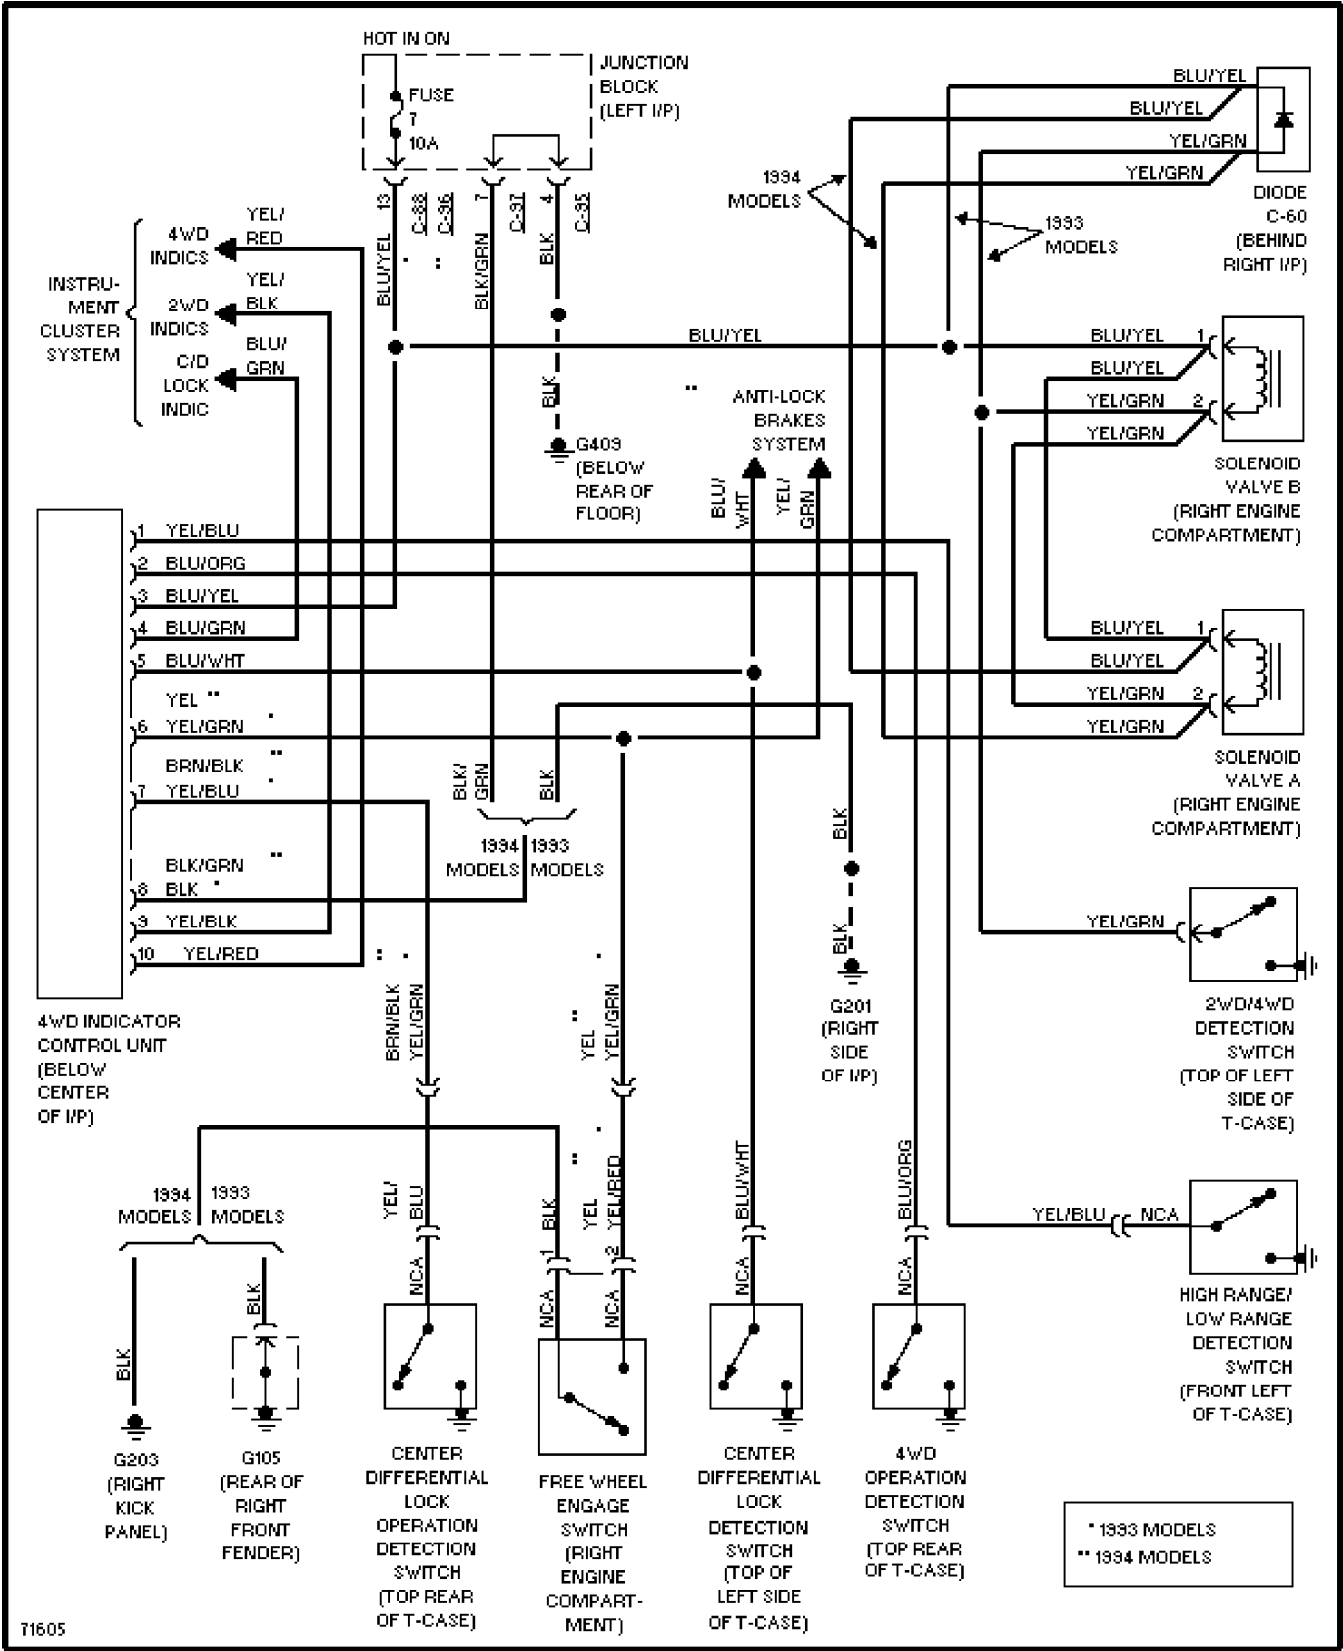 HOT IN ON
JUNCTION
BLOCK
(LEFT I/P)
FUSE
7
10A
13
C-88
C-96
7
C-97
4
C-95
BLU/YEL
BLK/GRN
BLK
*
**
BLU/YEL
BLU/YEL
YEL/GRN
YEL/GRN
DIODE
C-60
(BEHIND
RIGHT I/P)
1994
MODELS
1993
MODELS
INSTRU-
MENT
CLUSTER
SYSTEM
4WD
INDICS
YEL/
RED
2WD
INDICS
YEL/
BLK
C/D
LOCK
INDIC
BLU/
GRN
BLU/YEL
BLK
G409
(BELOW
REAR OF
FLOOR)
**
ANTI-LOCK
BRAKES
SYSTEM
BLU/
WHT
YEL/
GRN
BLU/YEL 1
BLU/YEL
YEL/GRN 2
YEL/GRN
SOLENOID
VALVE B
(RIGHT ENGINE
COMPARTMENT)
BLU/YEL 1
BLU/YEL
YEL/GRN 2
YEL/GRN
SOLENOID
VALVE A
(RIGHT ENGINE
COMPARTMENT)
1 YEL/BLU
2 BLU/ORG
3 BLU/YEL
4 BLU/GRN
5 BLU/WHT
YEL **
6 YEL/GRN *
BRN/BLK **
7 YEL/BLU *
BLK/GRN **
8 BLK *
9 YEL/BLK
10 YEL/RED
4WD INDICATOR
CONTROL UNIT
(BELOW
CENTER
OF I/P)
BLK/
GRN
BLK
1994
MODELS
1993
MODELS
BLK
BLK
G201
(RIGHT
SIDE
OF I/P)
** *
BRN/BLK
YEL/GRN
*
**
YEL
YEL/GRN
YEL/GRN
2WD/4WD
DETECTION
SWITCH
(TOP OF LEFT
SIDE OF
T-CASE)
YEL/BLU NCA
HIGH RANGE/
LOW RANGE
DETECTION
SWITCH
(FRONT LEFT
OF T-CASE)
1994
MODELS
1993
MODELS
BLK
G203
(RIGHT
KICK
PANEL)
BLK
G105
(REAR OF
RIGHT
FRONT
FENDER)
YEL/
BLU
NCA
CENTER
DIFFERENTIAL
LOCK
OPERATION
DETECTION
SWITCH
(TOP REAR
OF T-CASE)
*
**
BLK
1
YEL
YEL/RED
2
NCA
NCA
FREE WHEEL
ENGAGE
SWITCH
(RIGHT
ENGINE
COMPART-
MENT)
BLU/WHT
NCA
CENTER
DIFFERENTIAL
LOCK
DETECTION
SWITCH
(TOP OF
LEFT SIDE
OF T-CASE)
BLU/ORG
NCA
4WD
OPERATION
DETECTION
SWITCH
(TOP REAR
OF T-CASE)
* 1993 MODELS
** 1994 MODELS
71605